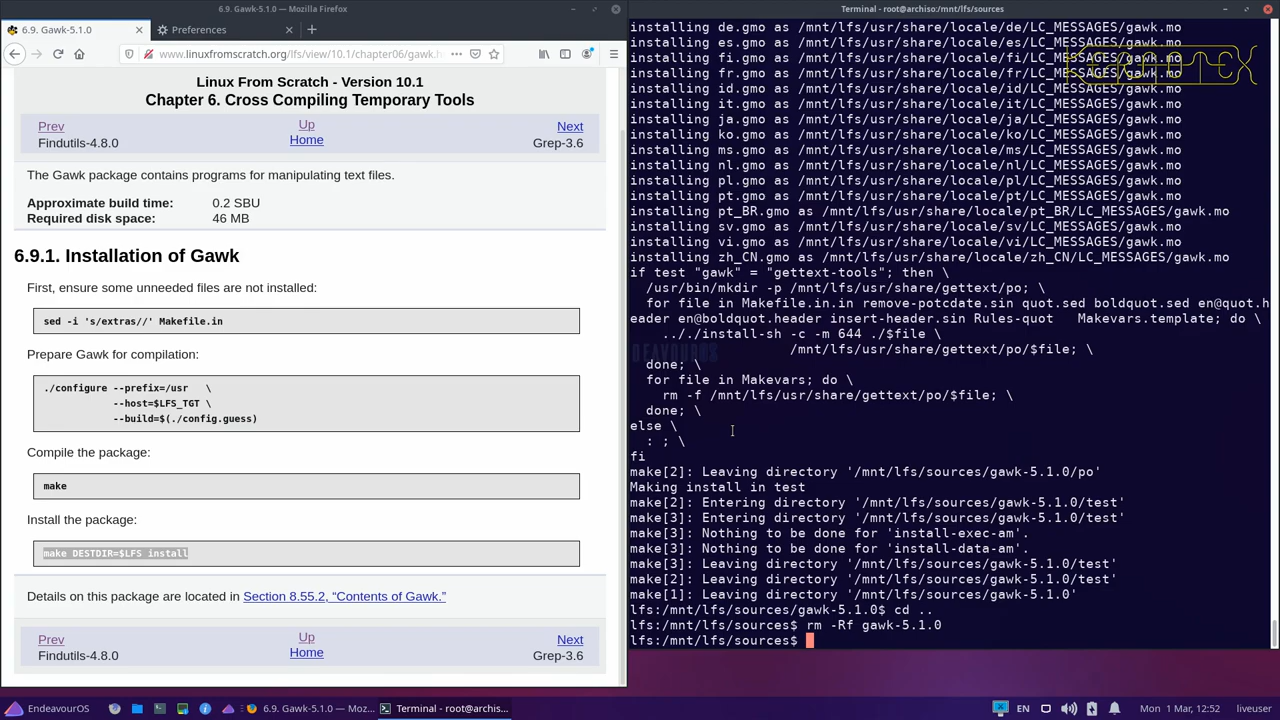 6.9. Gawk-5.1.0 — Mozilla Firefox
6.9. Gawk-5.1.0
Preferences
www.linuxfromscratch.org/lfs/view/10.1/chapter06/gawk.h
Linux From Scratch - Version 10.1
Chapter 6. Cross Compiling Temporary Tools
Prev
Up
Next
Findutils-4.8.0
Home
Grep-3.6
The Gawk package contains programs for manipulating text files.
Approximate build time: 0.2 SBU
Required disk space: 46 MB
6.9.1. Installation of Gawk
First, ensure some unneeded files are not installed:
sed -i 's/extras//' Makefile.in
Prepare Gawk for compilation:
./configure --prefix=/usr \
--host=$LFS_TGT \
--build=$(./config.guess)
Compile the package:
make
Install the package:
make DESTDIR=$LFS install
Details on this package are located in Section 8.55.2, “Contents of Gawk.”
Prev
Up
Next
Findutils-4.8.0
Home
Grep-3.6
Terminal - root@archiso:/mnt/lfs/sources
installing de.gmo as /mnt/lfs/usr/share/locale/de/LC_MESSAGES/gawk.mo
installing es.gmo as /mnt/lfs/usr/share/locale/es/LC_MESSAGES/gawk.mo
installing fi.gmo as /mnt/lfs/usr/share/locale/fi/LC_MESSAGES/gawk.mo
installing fr.gmo as /mnt/lfs/usr/share/locale/fr/LC_MESSAGES/gawk.mo
installing id.gmo as /mnt/lfs/usr/share/locale/id/LC_MESSAGES/gawk.mo
installing it.gmo as /mnt/lfs/usr/share/locale/it/LC_MESSAGES/gawk.mo
installing ja.gmo as /mnt/lfs/usr/share/locale/ja/LC_MESSAGES/gawk.mo
installing ko.gmo as /mnt/lfs/usr/share/locale/ko/LC_MESSAGES/gawk.mo
installing ms.gmo as /mnt/lfs/usr/share/locale/ms/LC_MESSAGES/gawk.mo
installing nl.gmo as /mnt/lfs/usr/share/locale/nl/LC_MESSAGES/gawk.mo
installing pl.gmo as /mnt/lfs/usr/share/locale/pl/LC_MESSAGES/gawk.mo
installing pt.gmo as /mnt/lfs/usr/share/locale/pt/LC_MESSAGES/gawk.mo
installing pt_BR.gmo as /mnt/lfs/usr/share/locale/pt_BR/LC_MESSAGES/gawk.mo
installing sv.gmo as /mnt/lfs/usr/share/locale/sv/LC_MESSAGES/gawk.mo
installing vi.gmo as /mnt/lfs/usr/share/locale/vi/LC_MESSAGES/gawk.mo
installing zh_CN.gmo as /mnt/lfs/usr/share/locale/zh_CN/LC_MESSAGES/gawk.mo
if test "gawk" = "gettext-tools"; then \
/usr/bin/mkdir -p /mnt/lfs/usr/share/gettext/po; \
for file in Makefile.in.in remove-potcdate.sin quot.sed boldquot.sed en@quot.h
eader en@boldquot.header insert-header.sin Rules-quot Makevars.template; do \
.././install-sh -c -m 644 ./$file \
/mnt/lfs/usr/share/gettext/po/$file; \
done; \
for file in Makevars; do \
rm -f /mnt/lfs/usr/share/gettext/po/$file; \
done; \
else \
: ; \
fi
make[2]: Leaving directory '/mnt/lfs/sources/gawk-5.1.0/po'
Making install in test
make[2]: Entering directory '/mnt/lfs/sources/gawk-5.1.0/test'
make[3]: Entering directory '/mnt/lfs/sources/gawk-5.1.0/test'
make[3]: Nothing to be done for 'install-exec-am'.
make[3]: Nothing to be done for 'install-data-am'.
make[3]: Leaving directory '/mnt/lfs/sources/gawk-5.1.0/test'
make[2]: Leaving directory '/mnt/lfs/sources/gawk-5.1.0/test'
make[1]: Leaving directory '/mnt/lfs/sources/gawk-5.1.0'
lfs:/mnt/lfs/sources/gawk-5.1.0$ cd ..
lfs:/mnt/lfs/sources$ rm -Rf gawk-5.1.0
lfs:/mnt/lfs/sources$
EndeavourOS
6.9. Gawk-5.1.0 — Moz...
Terminal - root@archis...
EN
Mon 1 Mar, 12:52
liveuser